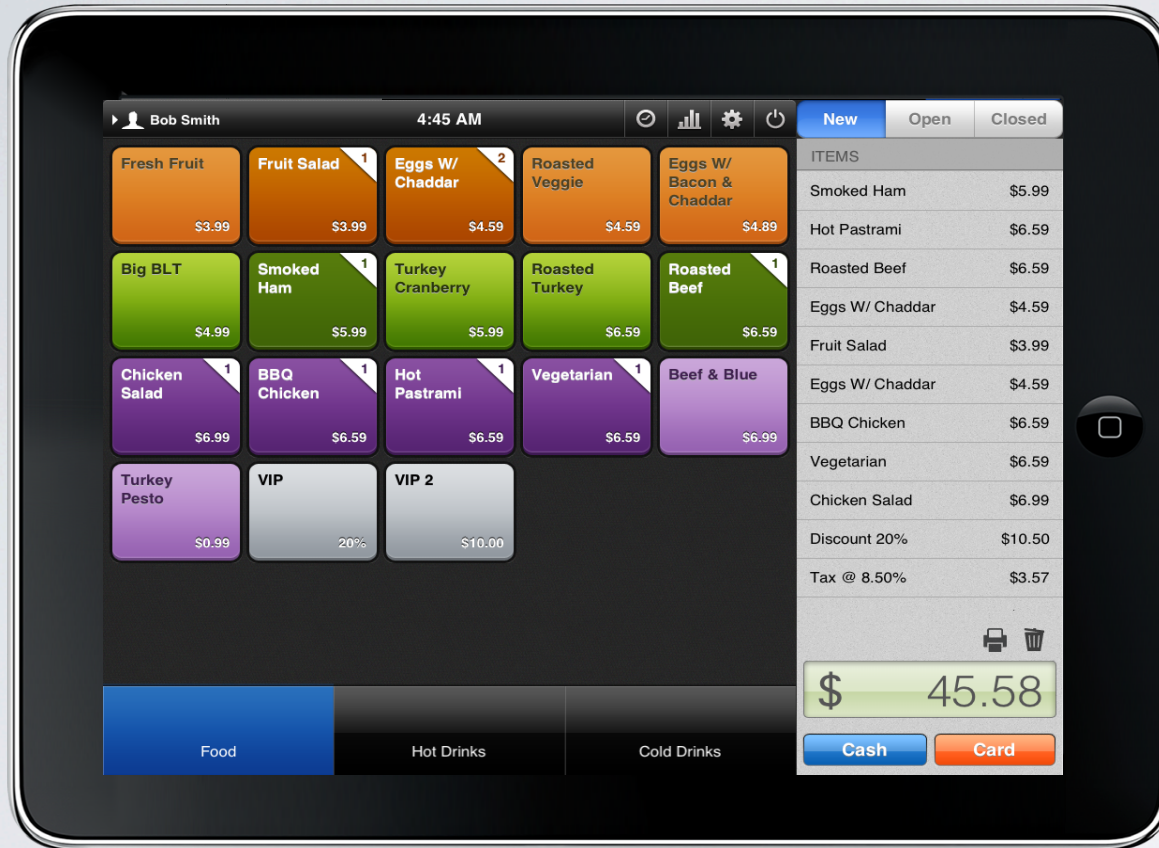 Bob Smith
4:45 AM
New
Open
Closed
Fresh Fruit
$3.99
Fruit Salad
1
$3.99
Eggs W/
Chaddar
2
$4.59
Roasted
Veggie
$4.59
Eggs W/
Bacon &
Chaddar
$4.89
Big BLT
$4.99
Smoked
Ham
1
$5.99
Turkey
Cranberry
$5.99
Roasted
Turkey
$6.59
Roasted
Beef
1
$6.59
Chicken
Salad
1
$6.99
BBQ
Chicken
1
$6.59
Hot
Pastrami
1
$6.59
Vegetarian
1
$6.59
Beef & Blue
$6.99
Turkey
Pesto
$0.99
VIP
20%
VIP 2
$10.00
Food
Hot Drinks
Cold Drinks
ITEMS
Smoked Ham $5.99
Hot Pastrami $6.59
Roasted Beef $6.59
Eggs W/ Chaddar $4.59
Fruit Salad $3.99
Eggs W/ Chaddar $4.59
BBQ Chicken $6.59
Vegetarian $6.59
Chicken Salad $6.99
Discount 20% $10.50
Tax @ 8.50% $3.57
$ 45.58
Cash
Card